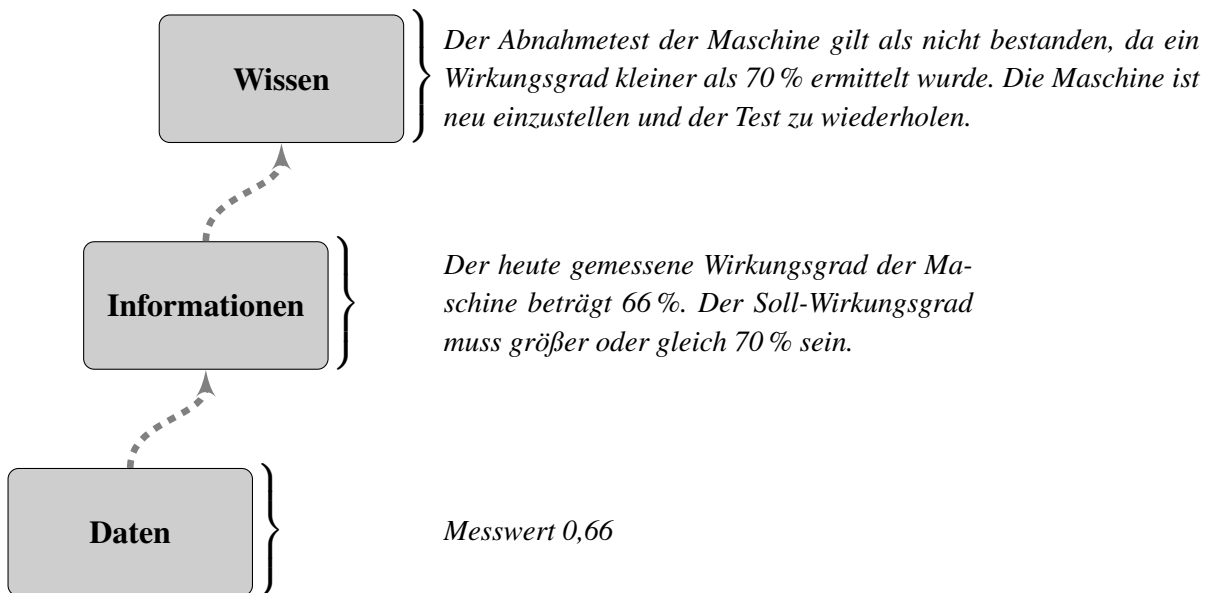 Wissen
Der Abnahmetest der Maschine gilt als nicht bestanden, da ein
Wirkungsgrad kleiner als 70 % ermittelt wurde. Die Maschine ist
neu einzustellen und der Test zu wiederholen.
Informationen
Der heute gemessene Wirkungsgrad der Ma-
schine beträgt 66 %. Der Soll-Wirkungsgrad
muss größer oder gleich 70 % sein.
Daten
Messwert 0,66